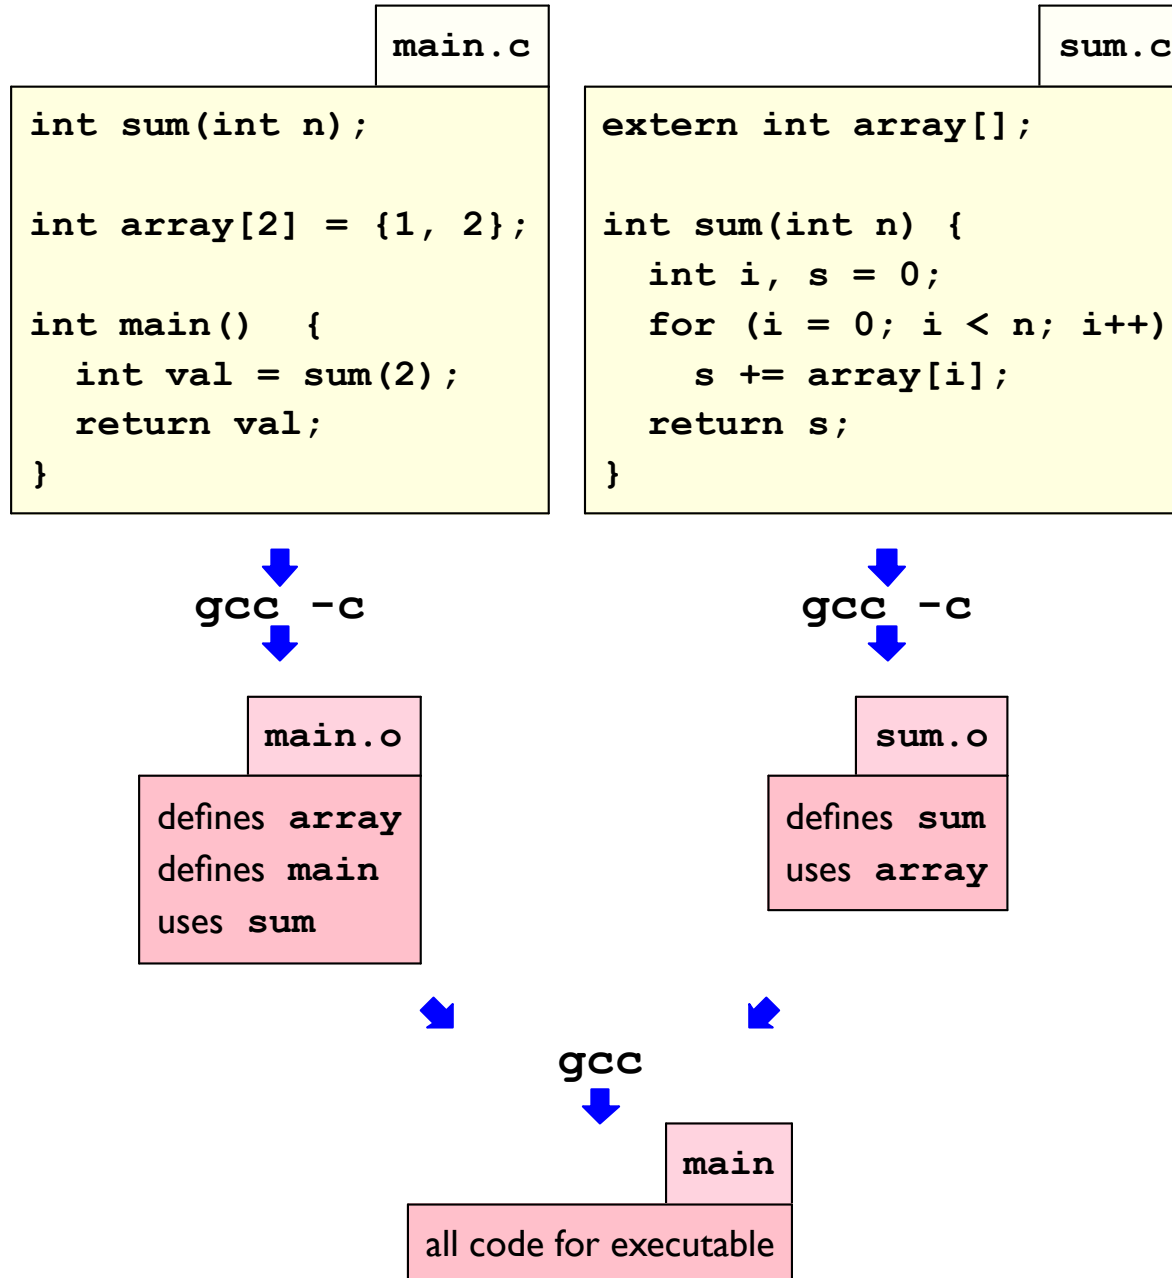 main.c
int sum(int n);
int array[2] = {1, 2};
int main()  {
  int val = sum(2);
  return val;
}
sum.c
extern int array[];
int sum(int n) {
  int i, s = 0;
  for (i = 0; i < n; i++)
    s += array[i];
  return s;
}
gcc -c
gcc -c
main.o
defines array
defines main
uses sum
sum.o
defines sum
uses array
gcc
main
all code for executable